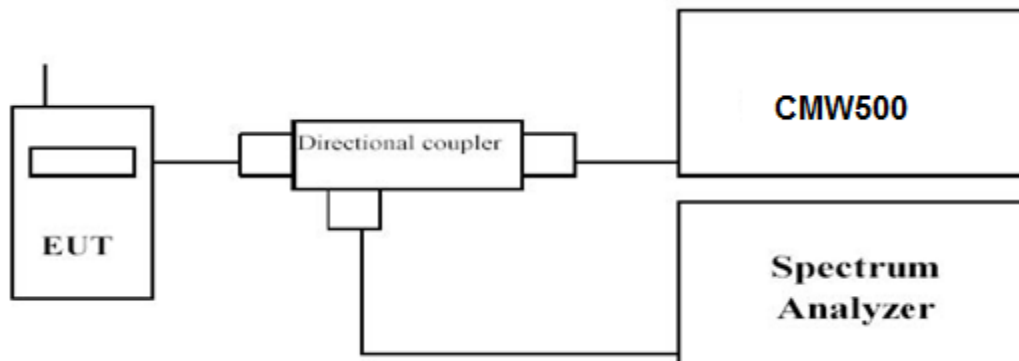 EUT
Directional coupler
CMW500
Spectrum
Analyzer